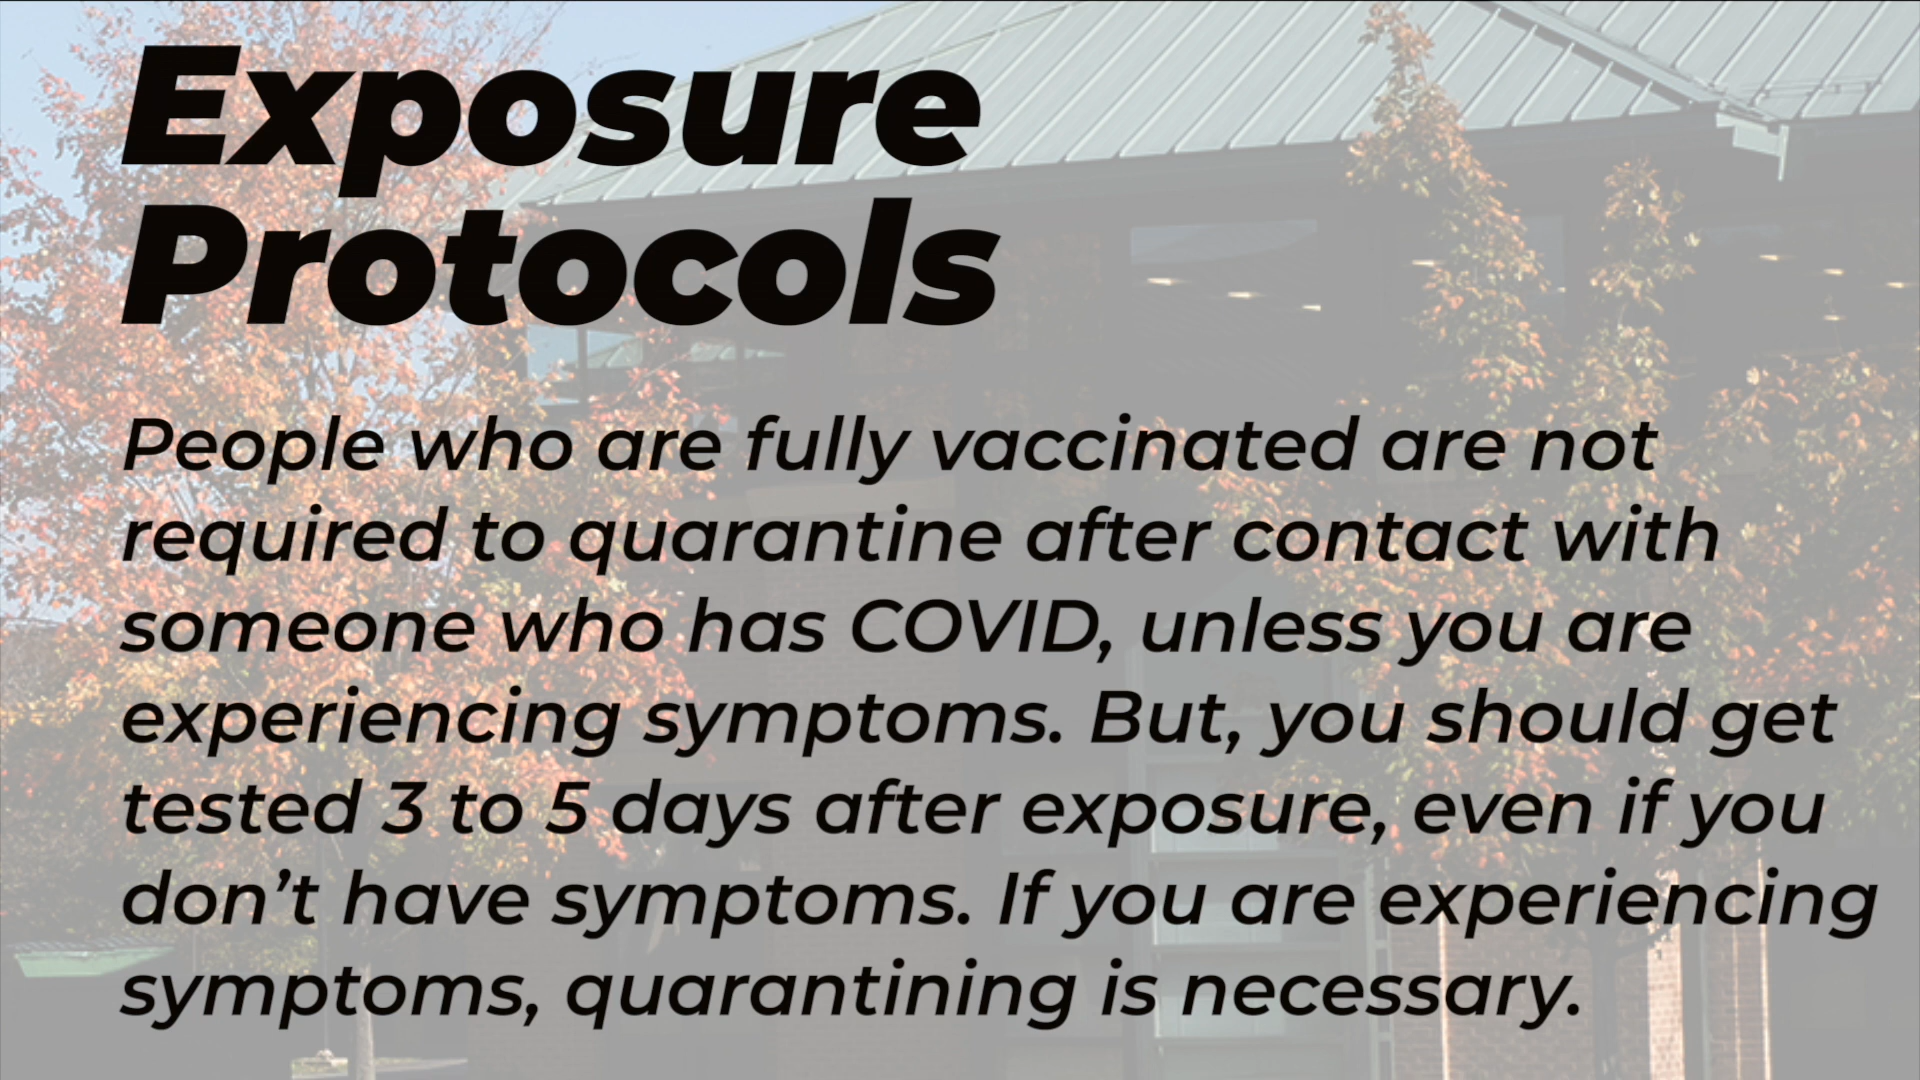 Exposure
Protocols
People who are fully vaccinated are not
required to quarantine after contact with
someone who has COVID, unless you are
experiencing symptoms. But, you should get
tested 3 to 5 days after exposure, even if you
don’t have symptoms. If you are experiencing
symptoms, quarantining is necessary.